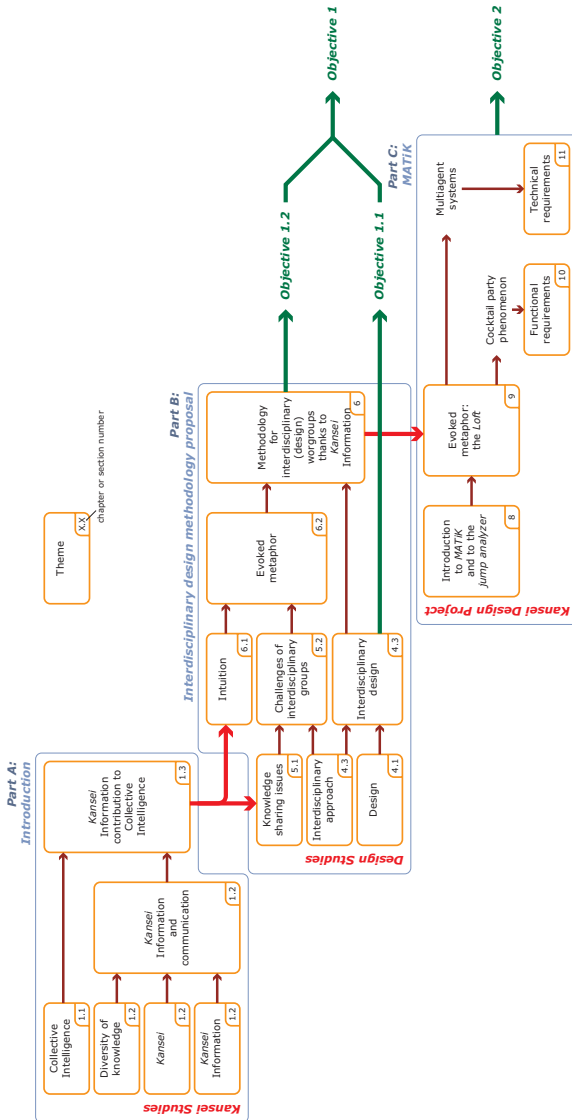 Part A:
Introduction
Collective
Intelligence
1.1
Diversity of
knowledge
1.2
Kansei
1.2
Kansei
Information
1.2
Kansei
Information
and
communication
1.2
Kansei
Information
contribution to
Collective
Intelligence
1.3
Kansei Studies
Theme
X.X
chapter or section number
Part B:
Interdisciplinary design methodology proposal
Knowledge
sharing issues
5.1
Interdisciplinary
approach
4.3
Design
4.1
Intuition
6.1
Challenges of
interdisciplinary
groups
5.2
Interdisciplinary
design
4.3
Evoked
metaphor
6.2
Methodology
for
interdisciplinary
(design)
worgroups
thanks to
Kansei
Information
6
Design Studies
Objective 1.2
Objective 1.1
Objective 1
Part C:
MATiK
Introduction
to MATiK
and to the
jump analyzer
8
Evoked
metaphor:
the Loft
9
Cocktail party
phenomenon
Multiagent
systems
Functional
requirements
10
Technical
requirements
11
Kansei Design Project
Objective 2